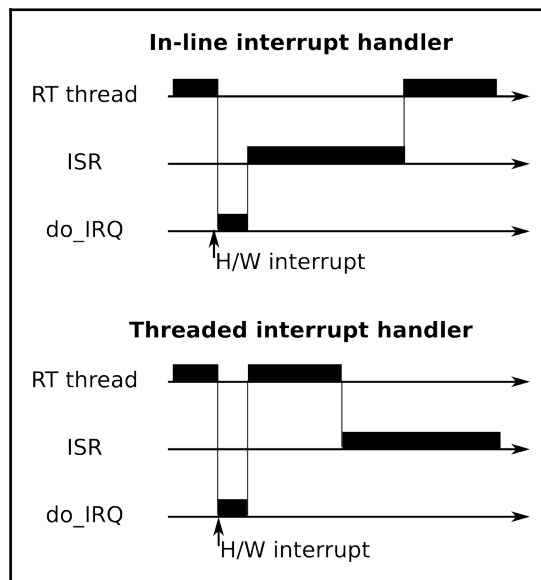 In-line interrupt handler
RT thread
ISR
do_IRQ
H/W interrupt
Threaded interrupt handler
RT thread
ISR
do_IRQ
H/W interrupt